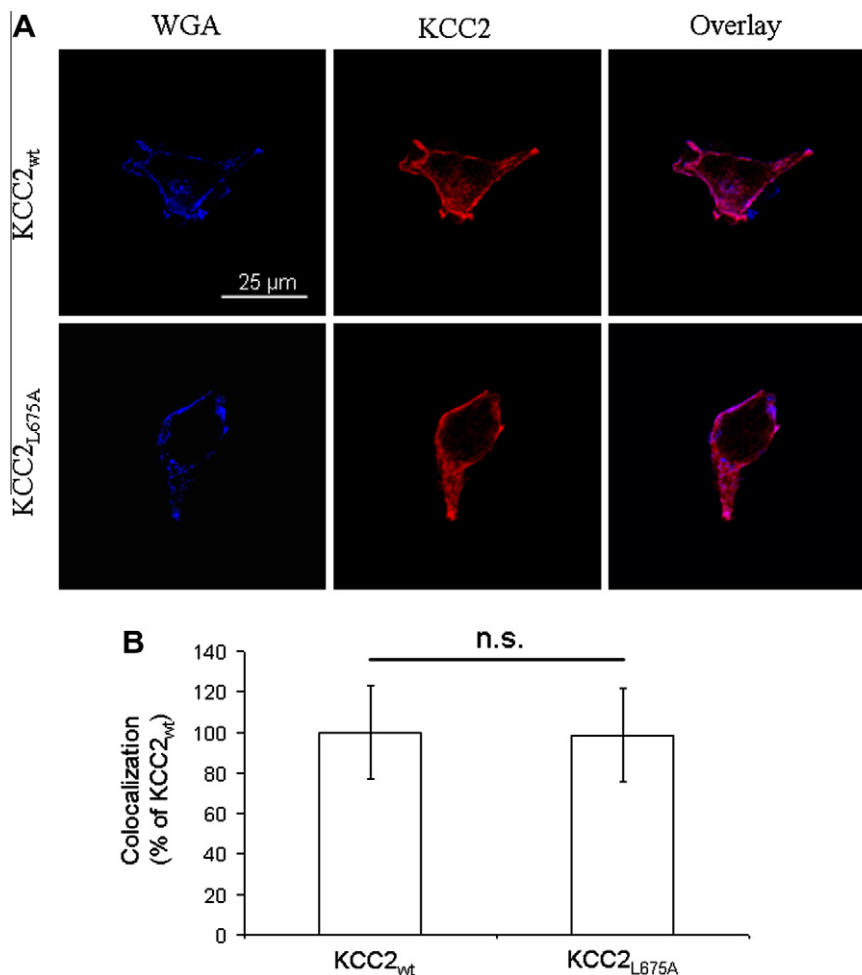 A
WGA KCC2 Overlay
KCC2wt
25 µm
KCC2L675A
B
n.s.
Colocalization
(% of KCC2wt)
140
120
100
80
60
40
20
0
KCC2wt KCC2L675A